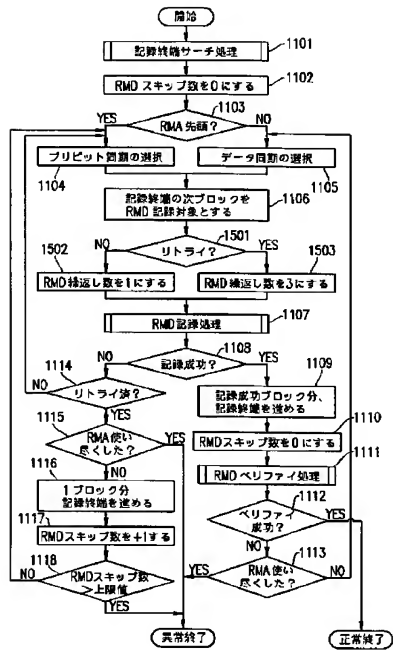 開始
記録終端サーチ処理
1101
RMDスキップ数を0にする
1102
1103
YES
RMA先頭?
NO
プリピット同期の選択
1104
データ同期の選択
1105
記録終端の次ブロックを
RMD記録対象とする
1106
1502
NO
1501
リトライ?
YES
1503
RMD繰返し数を1にする
RMD繰返し数を3にする
RMD記録処理
1107
NO
1108
記録成功?
YES
1109
1114
NO
リトライ済?
YES
記録成功ブロック分、
記録終端を進める
1110
1115
RMA使い
尽くした?
YES
NO
RMDスキップ数を0にする
1111
RMDベリファイ処理
1116
1ブロック分
記録終端を進める
1112
ベリファイ
成功?
YES
NO
1117
RMDスキップ数を+1する
1118
YES
RMA使い
尽くした?
1113
NO
NO
RMDスキップ数
>上限値
YES
異常終了
正常終了